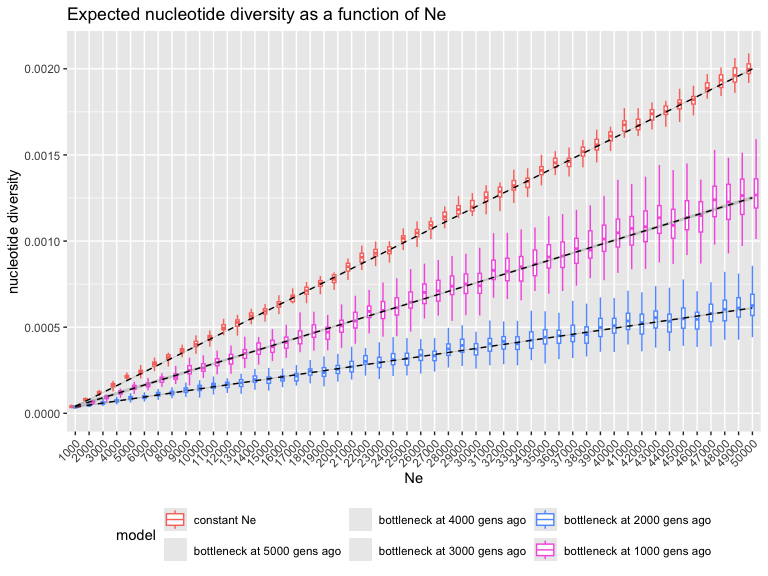 Expected nucleotide diversity as a function of Ne
nucleotide diversity
0.0020
0.0015
0.0010
0.0005
0.0000
1000 2000 3000 4000 5000 6000 7000 8000 9000 10000 11000 12000 13000 14000 15000 16000 17000 18000 19000 20000 21000 22000 23000 24000 25000 26000 27000 28000 29000 30000 31000 32000 33000 34000 35000 36000 37000 38000 39000 40000 41000 42000 43000 44000 45000 46000 47000 48000 49000 50000
Ne
model
constant Ne
bottleneck at 4000 gens ago
bottleneck at 2000 gens ago
bottleneck at 5000 gens ago
bottleneck at 3000 gens ago
bottleneck at 1000 gens ago